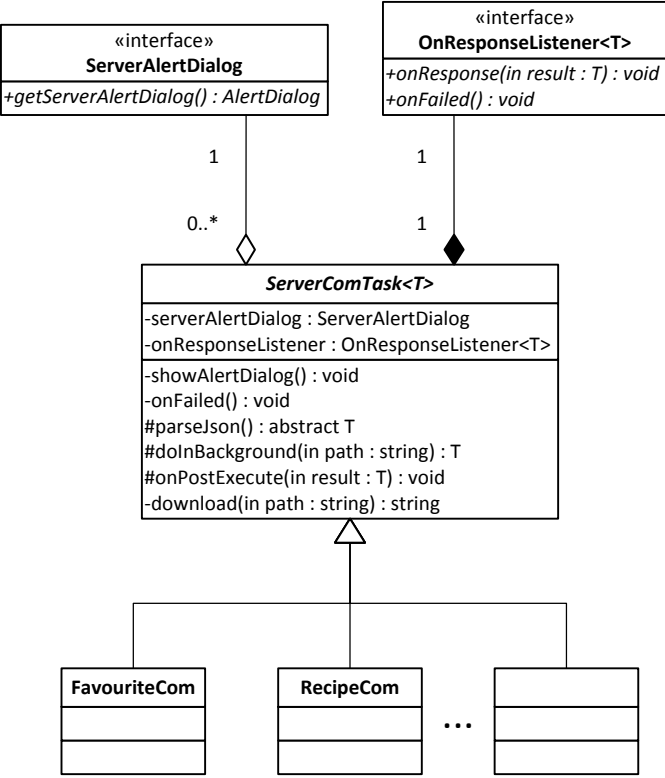 «interface»
ServerAlertDialog
+getServerAlertDialog() : AlertDialog
«interface»
OnResponseListener<T>
+onResponse(in result : T) : void
+onFailed() : void
1
1
0..*
1
ServerComTask<T>
-serverAlertDialog : ServerAlertDialog
-onResponseListener : OnResponseListener<T>
-showAlertDialog() : void
-onFailed() : void
#parseJson() : abstract T
#doInBackground(in path : string) : T
#onPostExecute(in result : T) : void
-download(in path : string) : string
FavouriteCom
RecipeCom
...